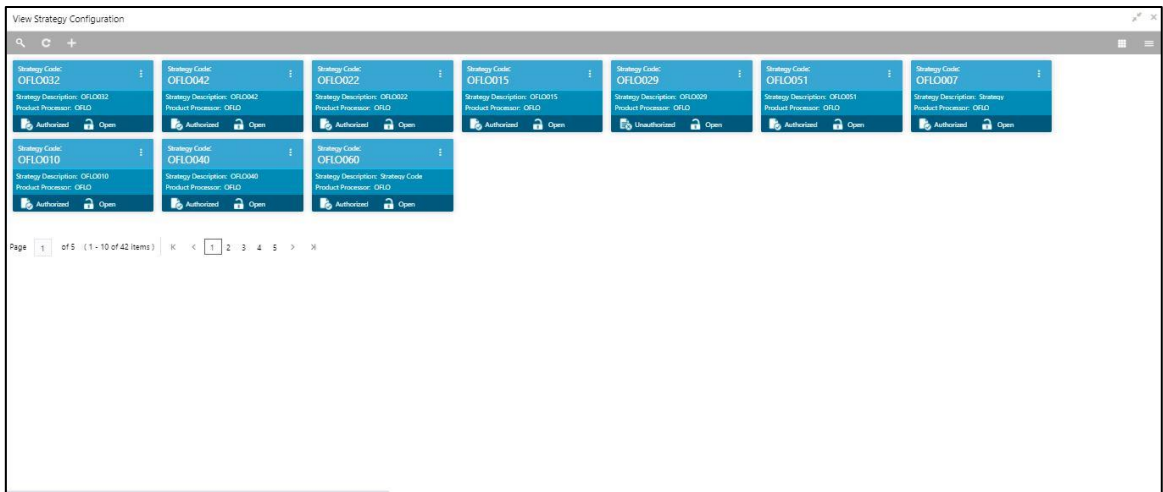 View Strategy Configuration
Strategy Code:
OFLO032
Strategy Description: OFLO032
Product Processor: OFLO
Authorized Open
Strategy Code:
OFLO042
Strategy Description: OFLO042
Product Processor: OFLO
Authorized Open
Strategy Code:
OFLO022
Strategy Description: OFLO022
Product Processor: OFLO
Authorized Open
Strategy Code:
OFLO015
Strategy Description: OFLO015
Product Processor: OFLO
Authorized Open
Strategy Code:
OFLO029
Strategy Description: OFLO029
Product Processor: OFLO
Unauthorized Open
Strategy Code:
OFLO051
Strategy Description: OFLO051
Product Processor: OFLO
Authorized Open
Strategy Code:
OFLO007
Strategy Description: Strategy
Product Processor: OFLO
Authorized Open
Strategy Code:
OFLO010
Strategy Description: OFLO010
Product Processor: OFLO
Authorized Open
Strategy Code:
OFLO040
Strategy Description: OFLO040
Product Processor: OFLO
Authorized Open
Strategy Code:
OFLO060
Strategy Description: Strategy Code
Product Processor: OFLO
Authorized Open
Page 1 of 5 (1 - 10 of 42 items) 1 2 3 4 5